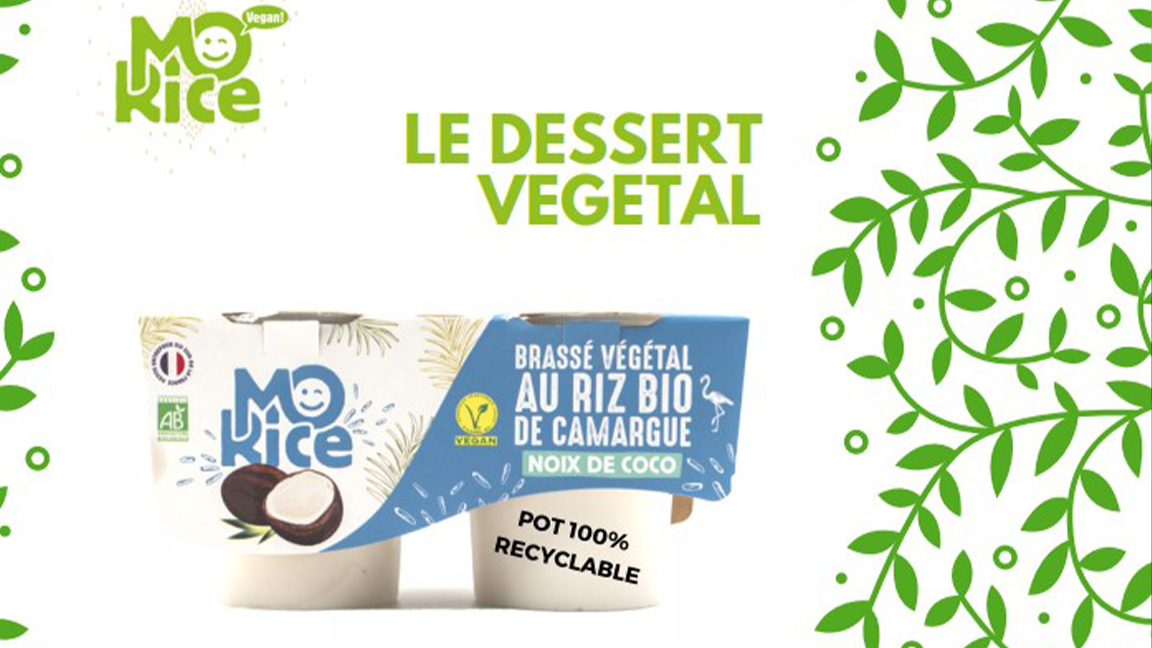 Vegan!
MO
Rice
LE DESSERT
VEGETAL
MO
Rice
AB
VEGAN
BRASSÉ VÉGÉTAL
AU RIZ BIO
DE CAMARGUE
NOIX DE COCO
POT 100%
RECYCLABLE